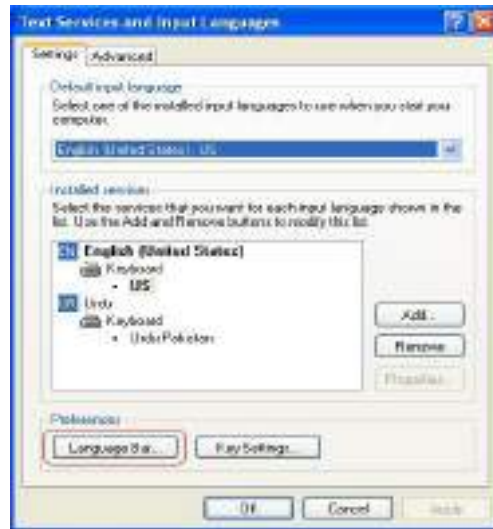 Text Services and Input Languages
Settings
Advanced
Default input language
Select one of the installed input languages to use when you start your
computer.
English (United States) - US
Installed services
Select the services that you want for each input language shown in the
list. Use the Add and Remove buttons to modify this list.
EN English (United States)
Keyboard
• US
UR Urdu
Keyboard
• Urdu Pakistan
Add...
Remove
Properties...
Preferences
Language Bar...
Key Settings...
OK
Cancel
Apply